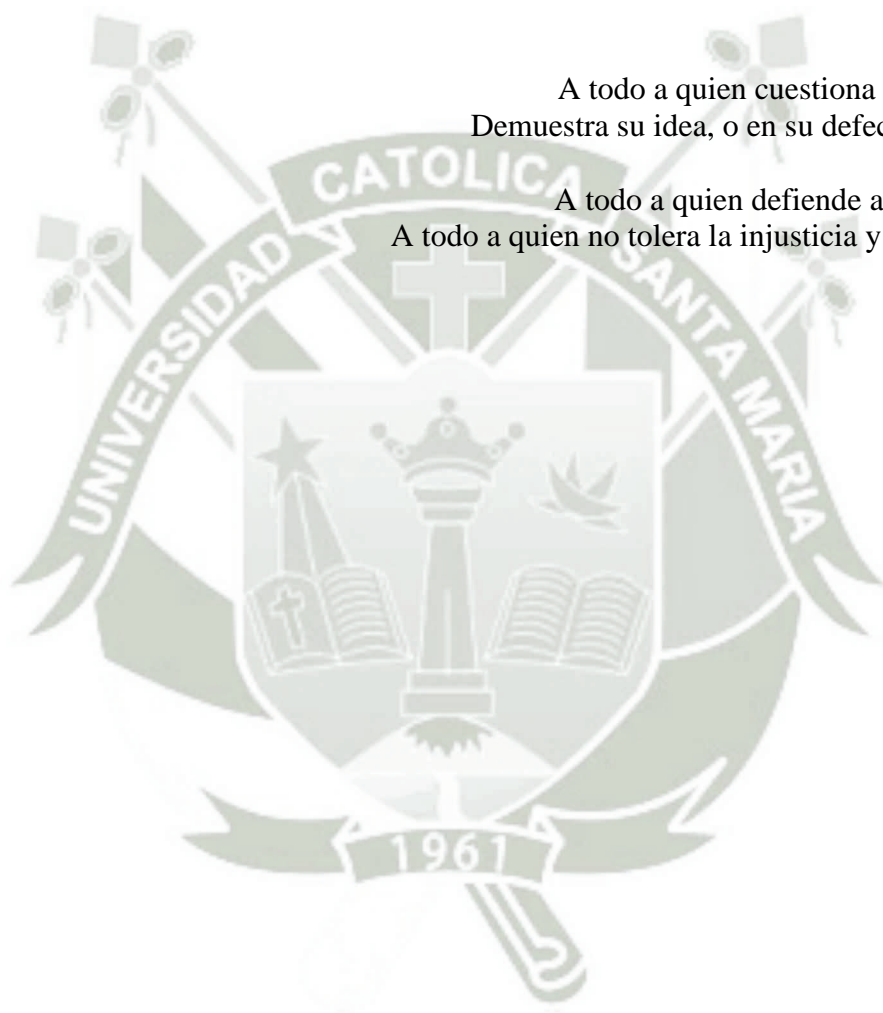 A todo a quien cuestiona
Demuestra su idea, o en su defec
A todo a quien defiende a
A todo a quien no tolera la injusticia y
UNIVERSIDAD CATOLICA SANTA MARIA
1961